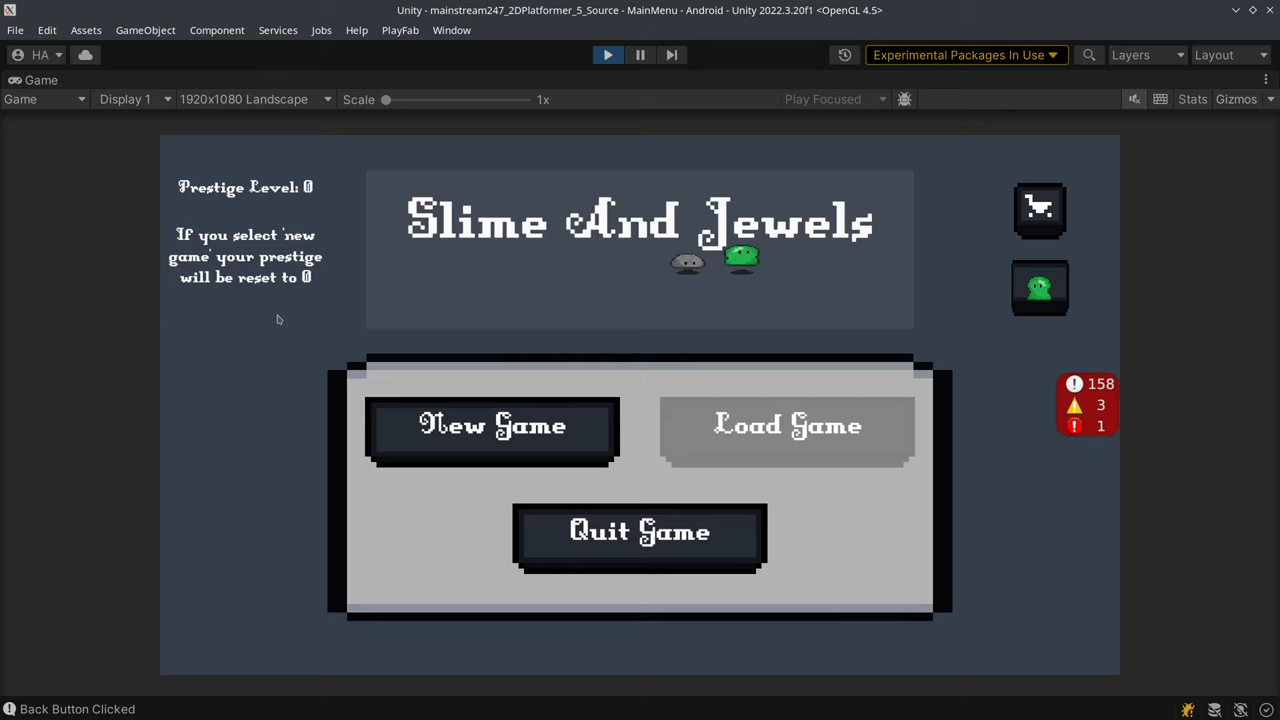 Unity - mainstream247_2DPlatformer_5_Source - MainMenu - Android - Unity 2022.3.20f1 <OpenGL 4.5>
File Edit Assets GameObject Component Services Jobs Help PlayFab Window
HA Experimental Packages In Use Layers Layout
Game
Game Display 1 1920x1080 Landscape Scale 1x Play Focused Stats Gizmos
Prestige Level: 0
If you select 'new
game' your prestige
will be reset to 0
Slime And Jewels
158
3
1
New Game
Load Game
Quit Game
Back Button Clicked